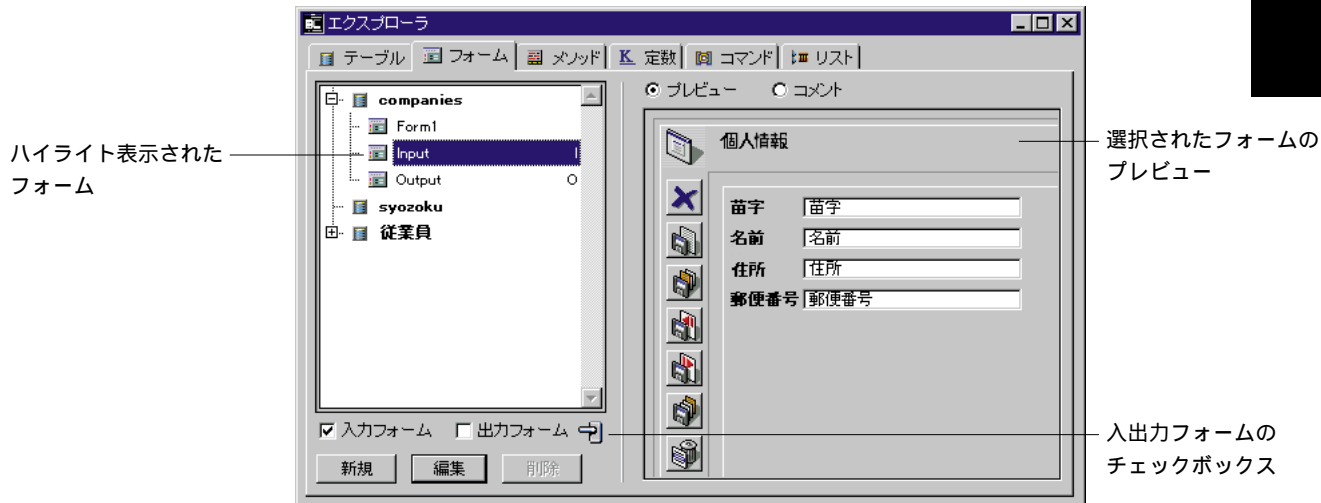 エクスプローラ
テーブル フォーム メソッド K 定数 コマンド リスト
companies
Form1
Input I
Output O
syozoku
従業員
入力フォーム 出力フォーム
新規 編集 削除
プレビュー コメント
個人情報
苗字 苗字
名前 名前
住所 住所
郵便番号 郵便番号
ハイライト表示された
フォーム
選択されたフォームの
プレビュー
入出力フォームの
チェックボックス